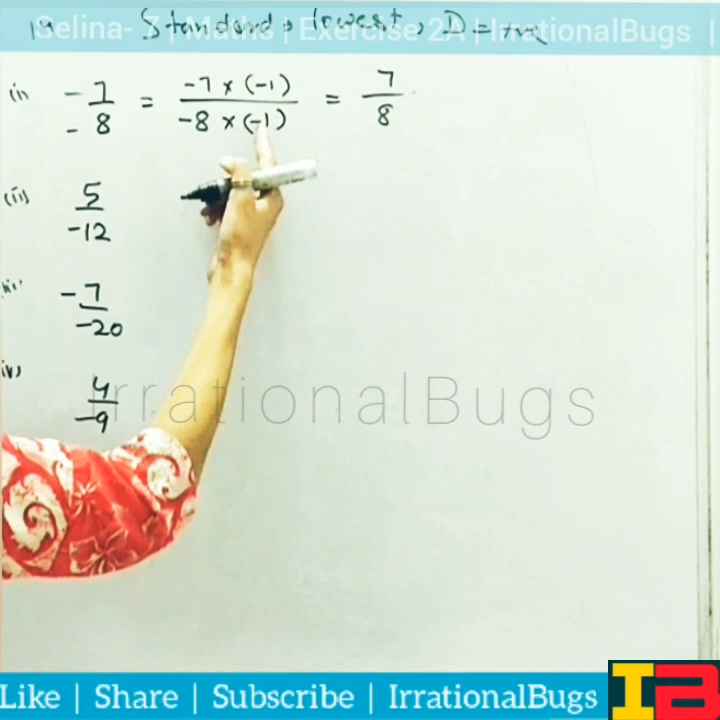 Selina- 7 | Maths | Exercise 2A | IrrationalBugs |
Standard, lowest, D = +ve
(i) -7/-8 = -7 × (-1)/-8 × (-1) = 7/8
(ii) 5/-12
-7/-20
(iv) 4/-9
IrrationalBugs
Like | Share | Subscribe | IrrationalBugs
IB